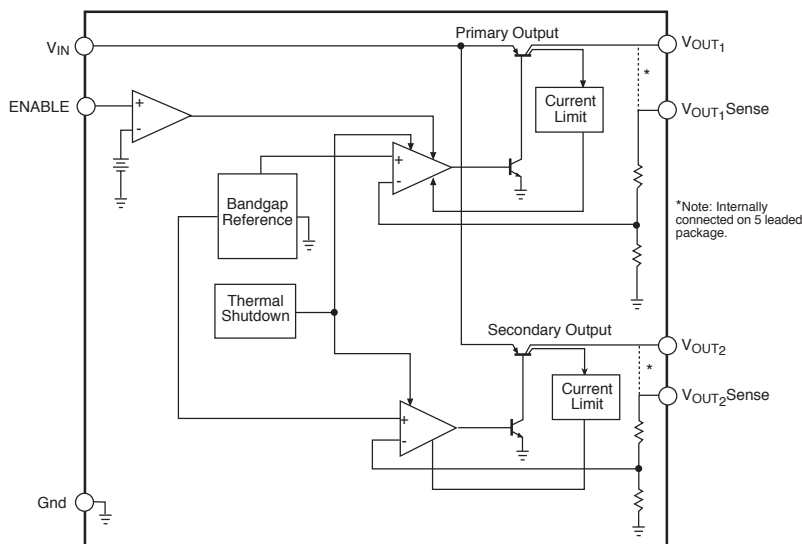 Primary Output
VIN
VOUT1
*
ENABLE
+
-
Current
Limit
VOUT1Sense
+
-
Bandgap
Reference
*Note: Internally
connected on 5 leaded
package.
Thermal
Shutdown
Secondary Output
VOUT2
*
Current
Limit
VOUT2Sense
+
-
Gnd